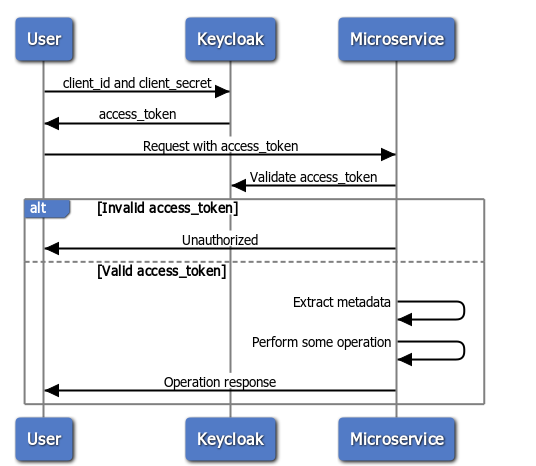 User Keycloak Microservice
client_id and client_secret
access_token
Request with access_token
Validate access_token
alt [Invalid access_token]
Unauthorized
[Valid access_token]
Extract metadata
Perform some operation
Operation response
User Keycloak Microservice